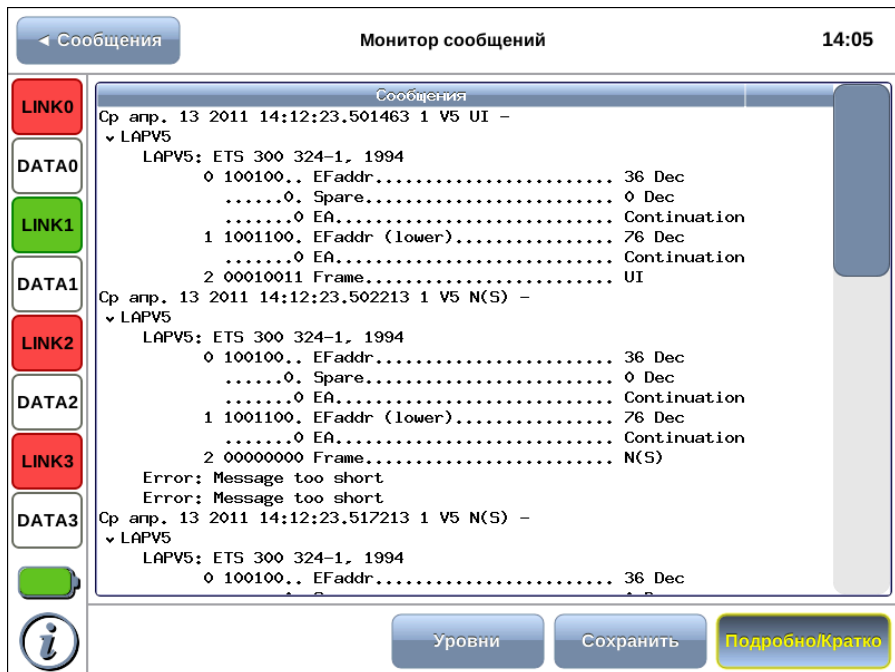 ◄ Сообщения
Монитор сообщений
14:05
LINK0
DATA0
LINK1
DATA1
LINK2
DATA2
LINK3
DATA3
Сообщения
Ср апр. 13 2011 14:12:23.501463 1 V5 UI -
LAPV5
LAPV5: ETS 300 324-1, 1994
0 100100.. EFaddr........................ 36 Dec
......0. Spare......................... 0 Dec
.......0 EA............................ Continuation
1 1001100. EFaddr (lower)................ 76 Dec
.......0 EA............................ Continuation
2 00010011 Frame......................... UI
Ср апр. 13 2011 14:12:23.502213 1 V5 N(S) -
LAPV5
LAPV5: ETS 300 324-1, 1994
0 100100.. EFaddr........................ 36 Dec
......0. Spare......................... 0 Dec
.......0 EA............................ Continuation
1 1001100. EFaddr (lower)................ 76 Dec
.......0 EA............................ Continuation
2 00000000 Frame......................... N(S)
Error: Message too short
Error: Message too short
Ср апр. 13 2011 14:12:23.517213 1 V5 N(S) -
LAPV5
LAPV5: ETS 300 324-1, 1994
0 100100.. EFaddr........................ 36 Dec
Уровни
Сохранить
Подробно/Кратко